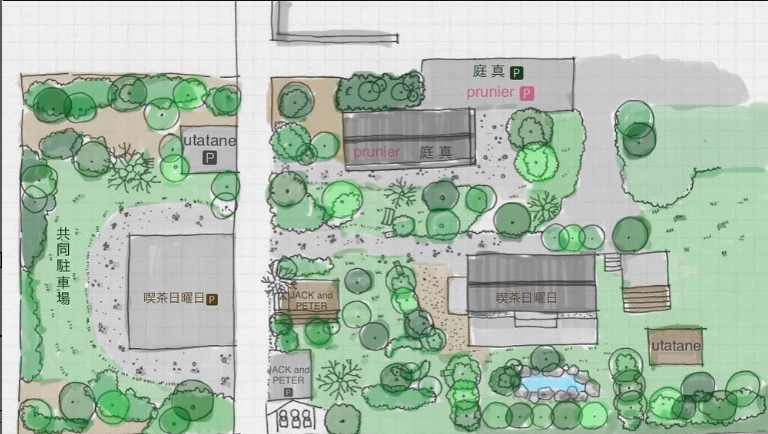 庭 真 P
prunier P
utatane
P
prunier 庭 真
共同駐車場
喫茶日曜日 P
JACK and
PETER
喫茶日曜日
utatane
JACK and
PETER
P